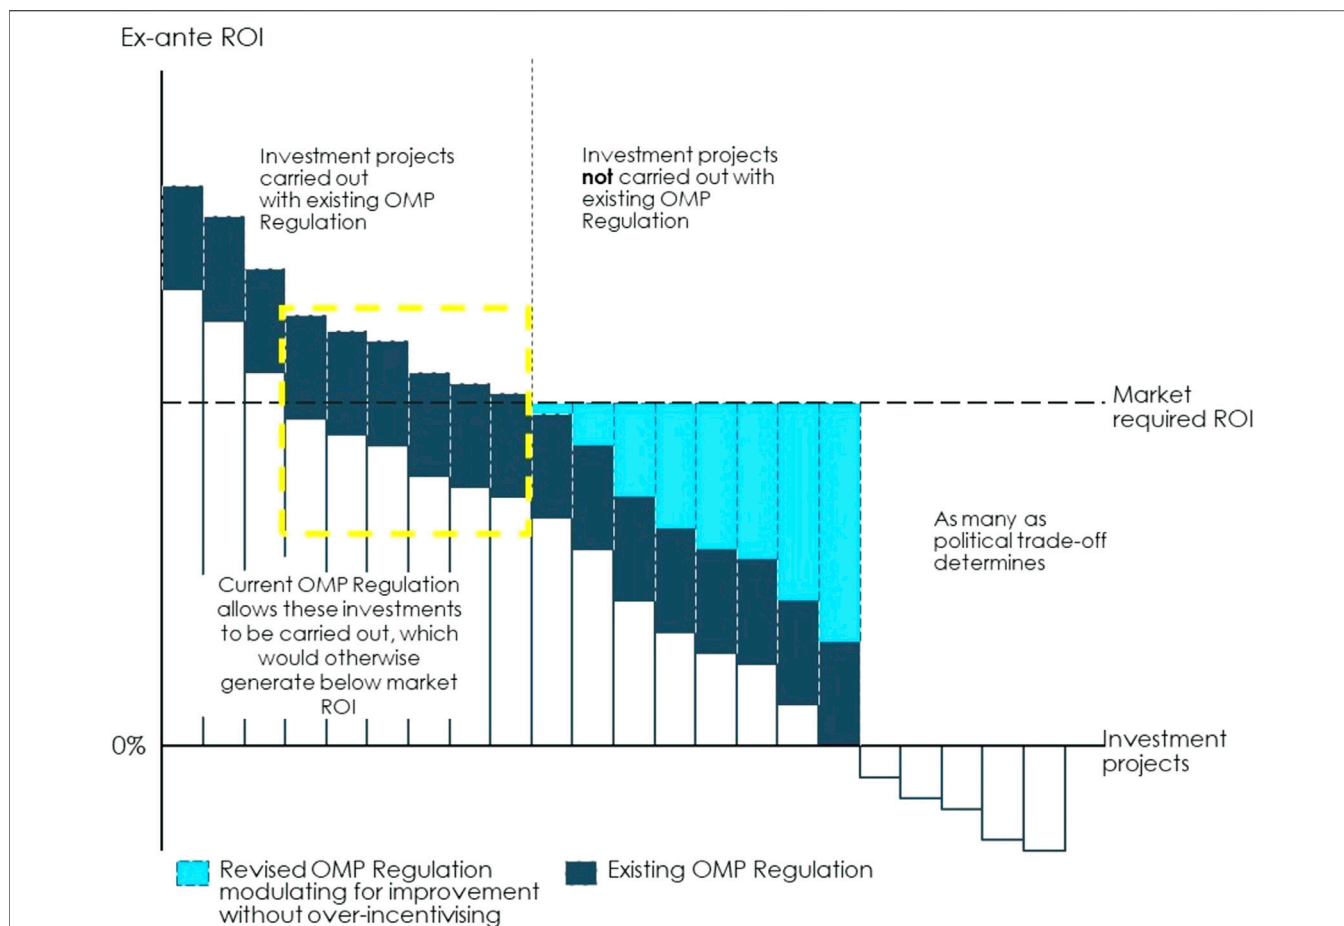 Ex-ante ROI
Investment projects
carried out
with existing OMP
Regulation
Investment projects
not carried out with
existing OMP
Regulation
Market
required ROI
As many as
political trade-off
determines
Current OMP Regulation
allows these investments
to be carried out, which
would otherwise
generate below market
ROI
0%
Investment
projects
Revised OMP Regulation
modulating for improvement
without over-incentivising
Existing OMP Regulation